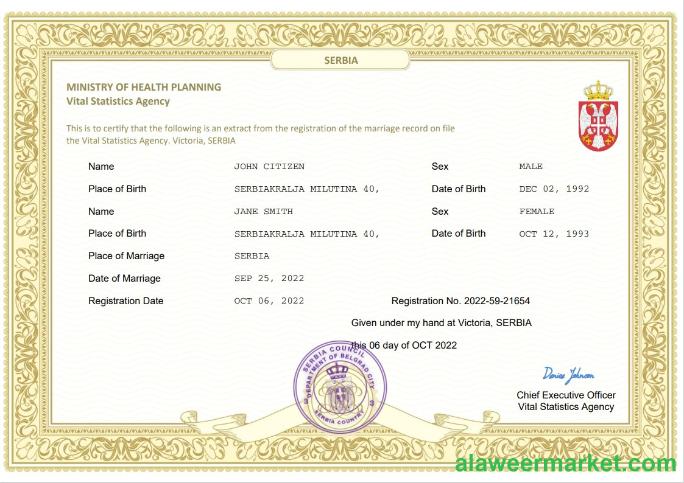 SERBIA
MINISTRY OF HEALTH PLANNING
Vital Statistics Agency
This is to certify that the following is an extract from the registration of the marriage record on file
the Vital Statistics Agency. Victoria, SERBIA
Name JOHN CITIZEN Sex MALE
Place of Birth SERBIAKRALJA MILUTINA 40, Date of Birth DEC 02, 1992
Name JANE SMITH Sex FEMALE
Place of Birth SERBIAKRALJA MILUTINA 40, Date of Birth OCT 12, 1993
Place of Marriage SERBIA
Date of Marriage SEP 25, 2022
Registration Date OCT 06, 2022 Registration No. 2022-59-21654
Given under my hand at Victoria, SERBIA
this 06 day of OCT 2022
SERBIA COUNCIL
DEPARTMENT OF BELGRAD CITY
SERBIA COUNTRY
Denise Johnson
Chief Executive Officer
Vital Statistics Agency
alaweermarket.com